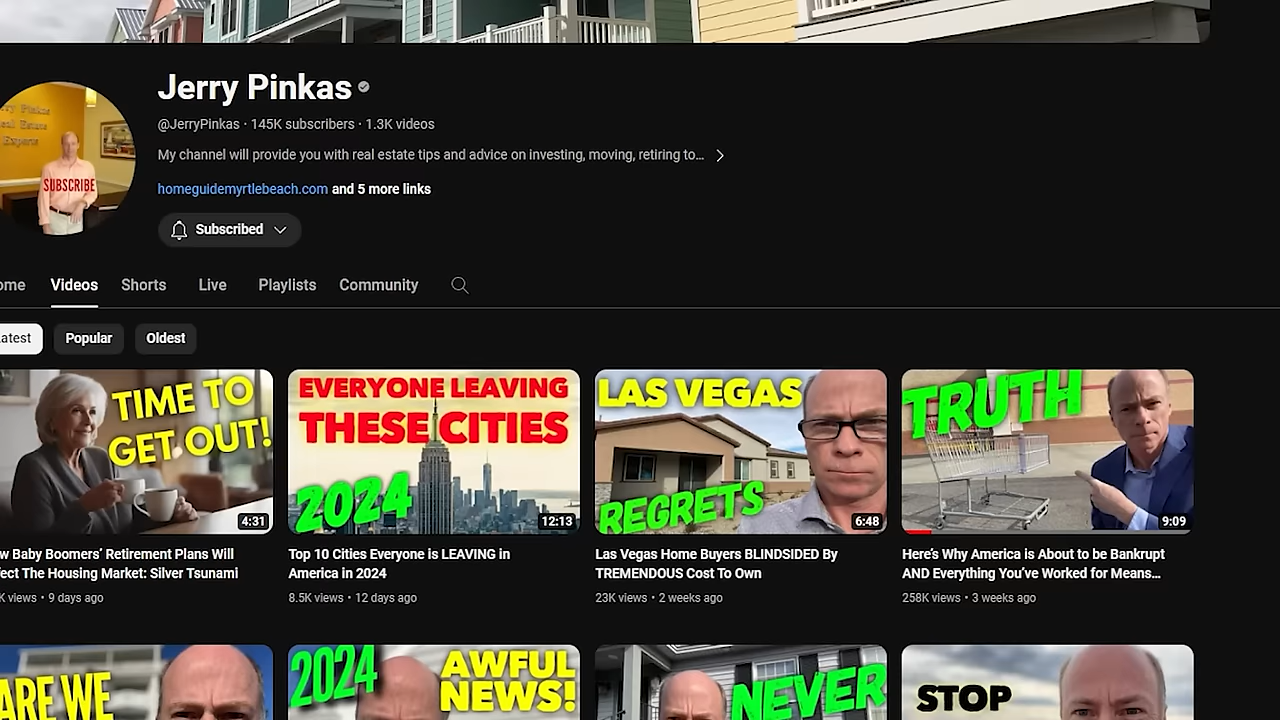 Jerry Pinkas
@JerryPinkas · 145K subscribers · 1.3K videos
My channel will provide you with real estate tips and advice on investing, moving, retiring to…
homeguidemyrtlebeach.com and 5 more links
Subscribed
SUBSCRIBE
ome Videos Shorts Live Playlists Community
atest Popular Oldest
TIME TO
GET OUT!
4:31
EVERYONE LEAVING
THESE CITIES
2024
12:13
LAS VEGAS
REGRETS
6:48
TRUTH
9:09
w Baby Boomers’ Retirement Plans Will
fect The Housing Market: Silver Tsunami
K views • 9 days ago
Top 10 Cities Everyone is LEAVING in
America in 2024
8.5K views • 12 days ago
Las Vegas Home Buyers BLINDSIDED By
TREMENDOUS Cost To Own
23K views • 2 weeks ago
Here’s Why America is About to be Bankrupt
AND Everything You’ve Worked for Means…
258K views • 3 weeks ago
ARE WE
2024
AWFUL
NEWS!
NEVER
STOP